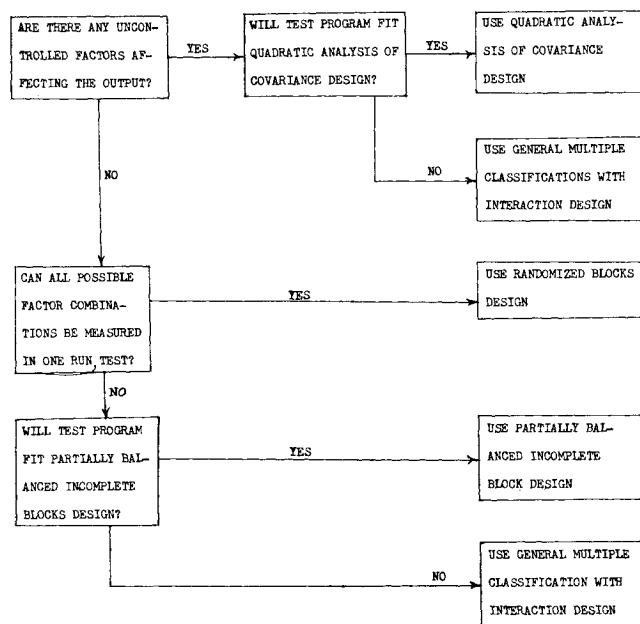 ARE THERE ANY UNCON-
TROLLED FACTORS AF-
FECTING THE OUTPUT?
YES
WILL TEST PROGRAM FIT
QUADRATIC ANALYSIS OF
COVARIANCE DESIGN?
YES
USE QUADRATIC ANALY-
SIS OF COVARIANCE
DESIGN
NO
NO
USE GENERAL MULTIPLE
CLASSIFICATIONS WITH
INTERACTION DESIGN
CAN ALL POSSIBLE
FACTOR COMBINA-
TIONS BE MEASURED
IN ONE RUN TEST?
YES
USE RANDOMIZED BLOCKS
DESIGN
NO
WILL TEST PROGRAM
FIT PARTIALLY BAL-
ANCED INCOMPLETE
BLOCKS DESIGN?
YES
USE PARTIALLY BAL-
ANCED INCOMPLETE
BLOCK DESIGN
NO
USE GENERAL MULTIPLE
CLASSIFICATION WITH
INTERACTION DESIGN